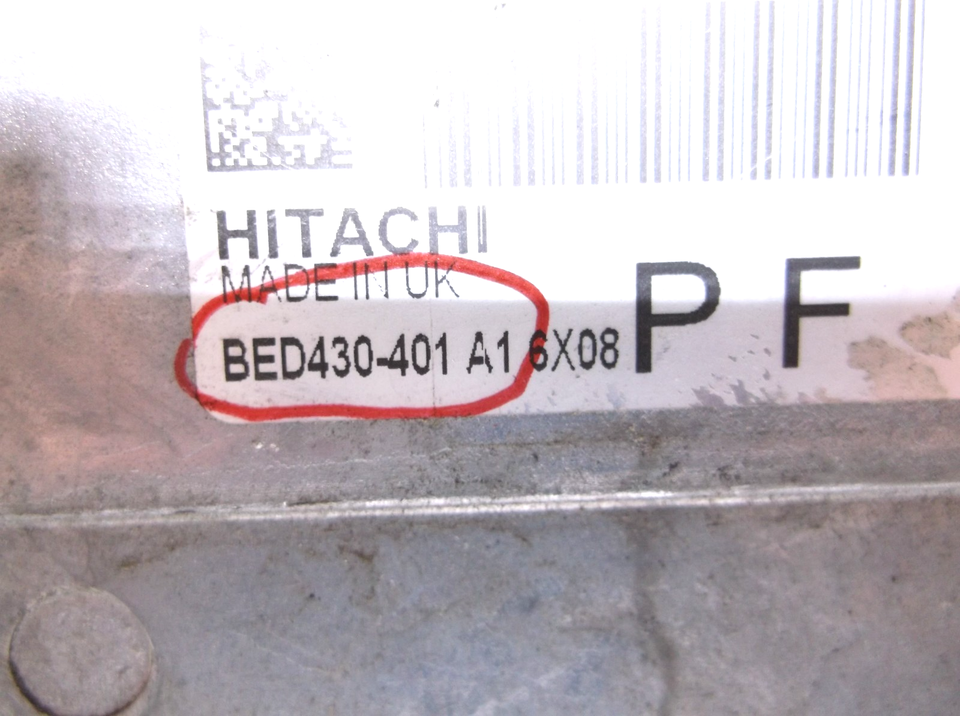 HITACHI
MADE IN UK
BED430-401 A1 6X08
P F